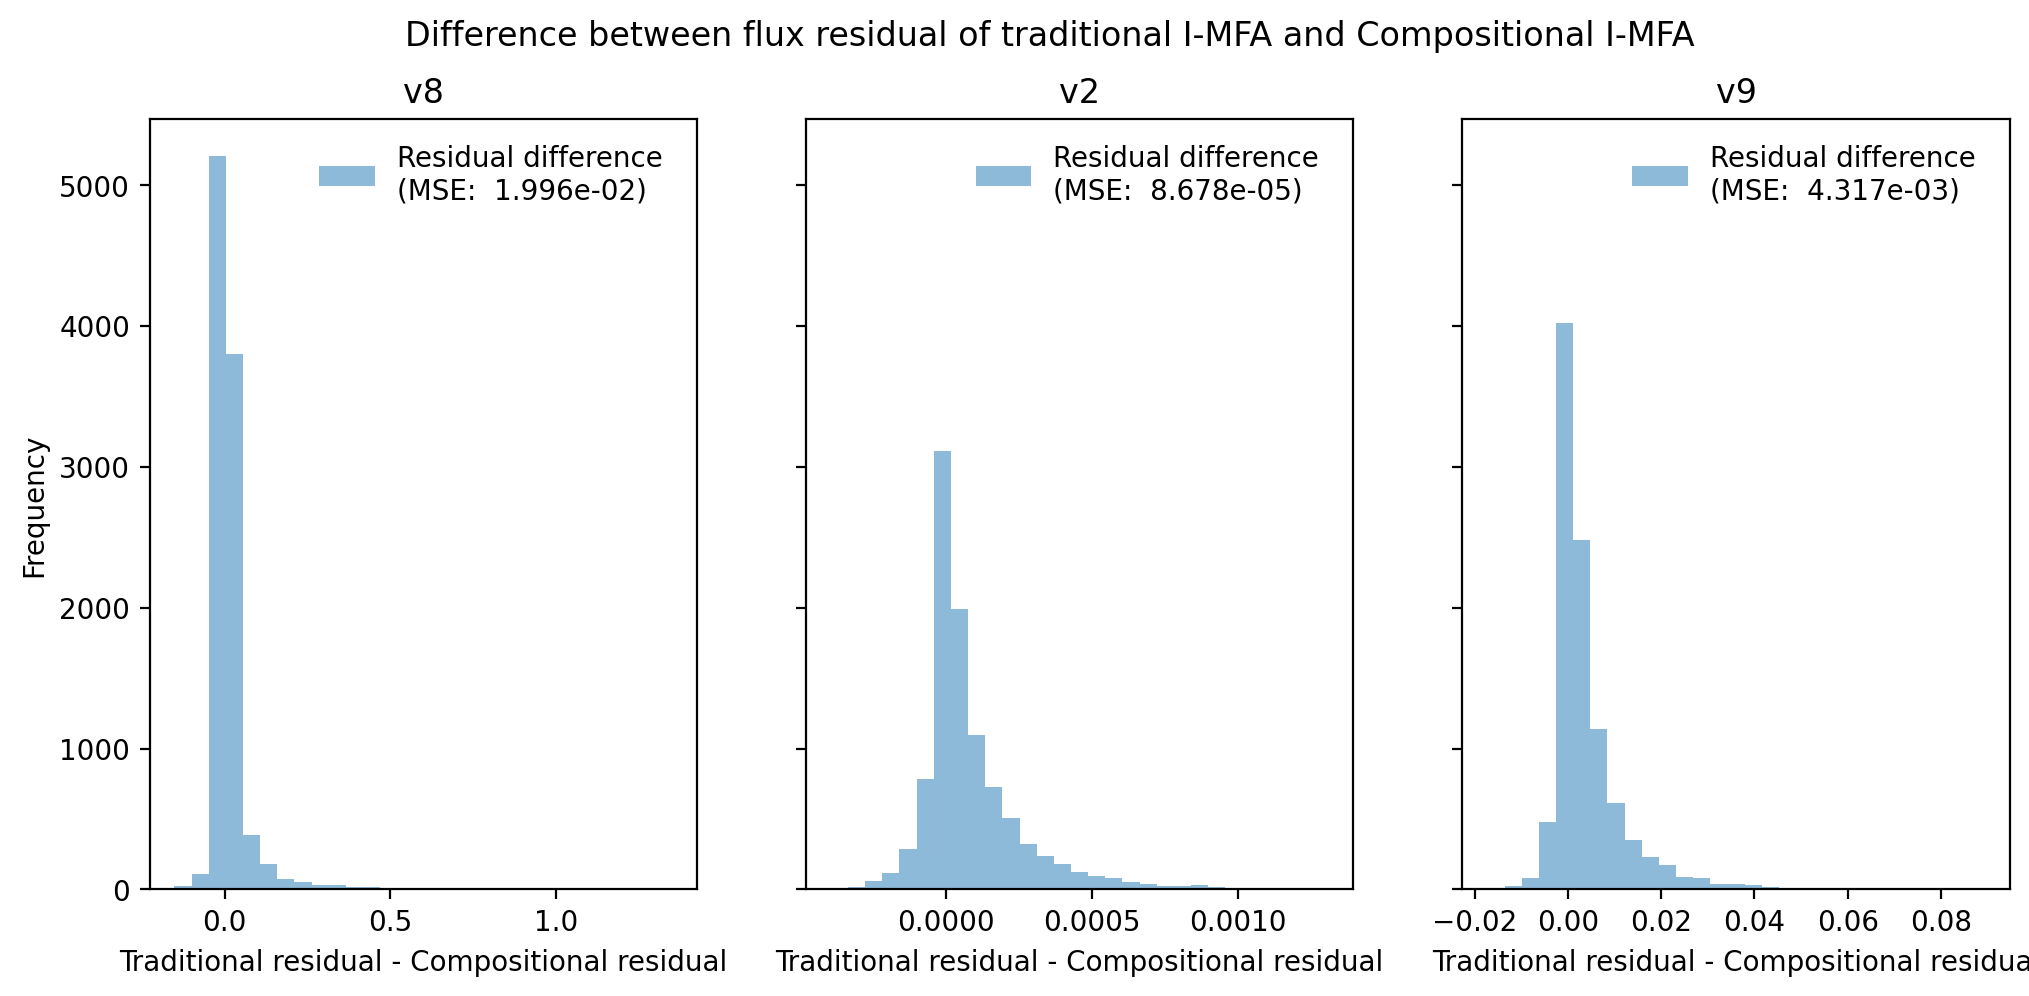 Difference between flux residual of traditional I-MFA and Compositional I-MFA
v8
v2
v9
Residual difference
(MSE:  1.996e-02)
Residual difference
(MSE:  8.678e-05)
Residual difference
(MSE:  4.317e-03)
Frequency
5000
4000
3000
2000
1000
0
0.0
0.5
1.0
0.0000
0.0005
0.0010
−0.02
0.00
0.02
0.04
0.06
0.08
Traditional residual - Compositional residual
Traditional residual - Compositional residual
Traditional residual - Compositional residua